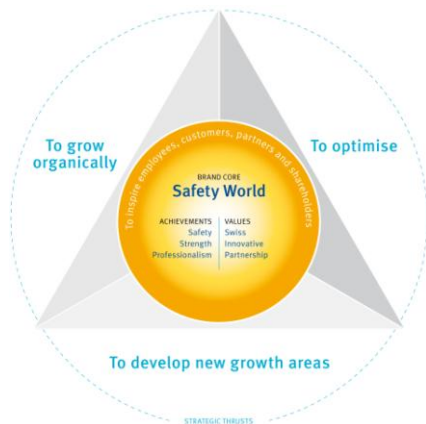 To grow
organically
To optimise
To inspire employees, customers, partners and shareholders
BRAND CORE
Safety World
ACHIEVEMENTS
Safety
Strength
Professionalism
VALUES
Swiss
Innovative
Partnership
To develop new growth areas
STRATEGIC THRUSTS